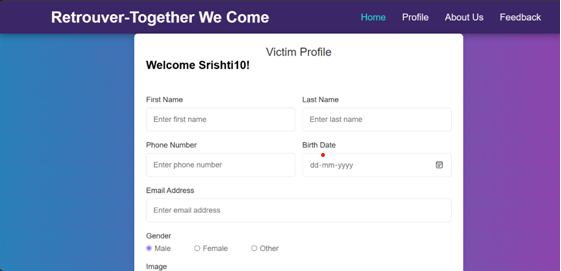 Retrouver-Together We Come Home Profile About Us Feedback
Victim Profile
Welcome Srishti10!
First Name Last Name
Enter first name Enter last name
Phone Number Birth Date
Enter phone number dd-mm-yyyy
Email Address
Enter email address
Gender
Male Female Other
Image